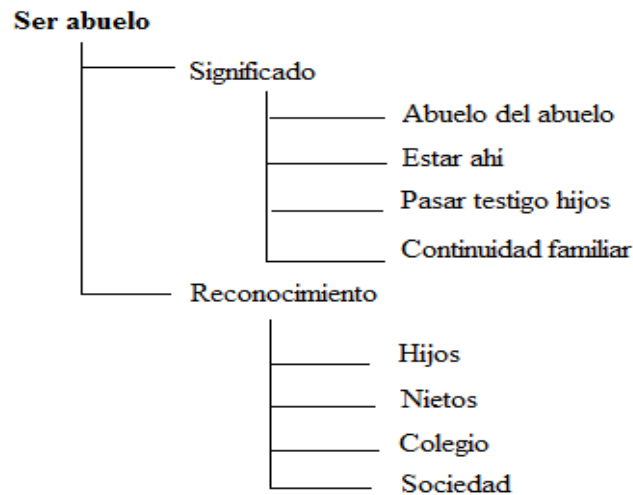 Ser abuelo
Significado
Abuelo del abuelo
Estar ahí
Pasar testigo hijos
Continuidad familiar
Reconocimiento
Hijos
Nietos
Colegio
Sociedad